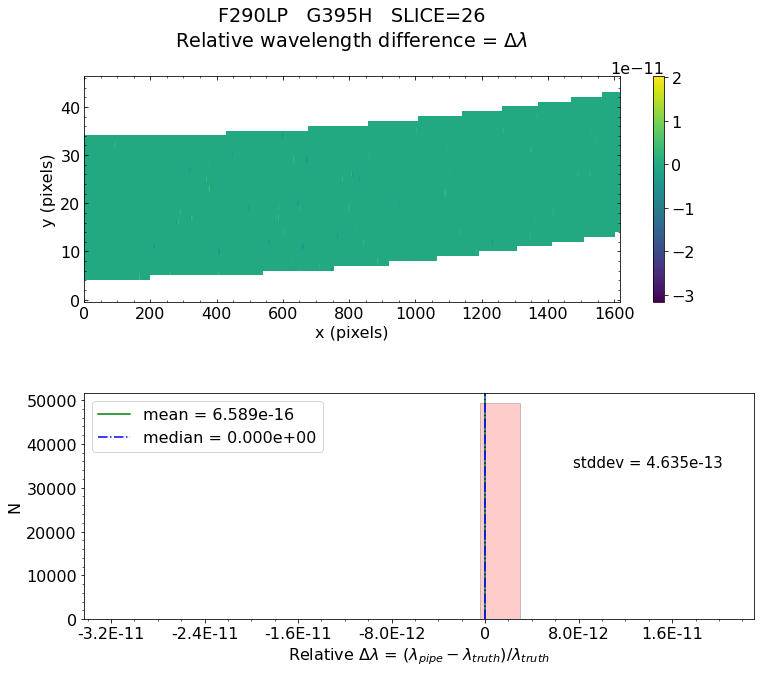 F290LP G395H SLICE=26
Relative wavelength difference = Δλ
1e−11
y (pixels)
40
30
20
10
0
0 200 400 600 800 1000 1200 1400 1600
x (pixels)
2
1
0
−1
−2
−3
mean = 6.589e-16
median = 0.000e+00
stddev = 4.635e-13
N
50000
40000
30000
20000
10000
0
-3.2E-11 -2.4E-11 -1.6E-11 -8.0E-12 0 8.0E-12 1.6E-11
Relative Δλ = (λpipe − λtruth)/λtruth